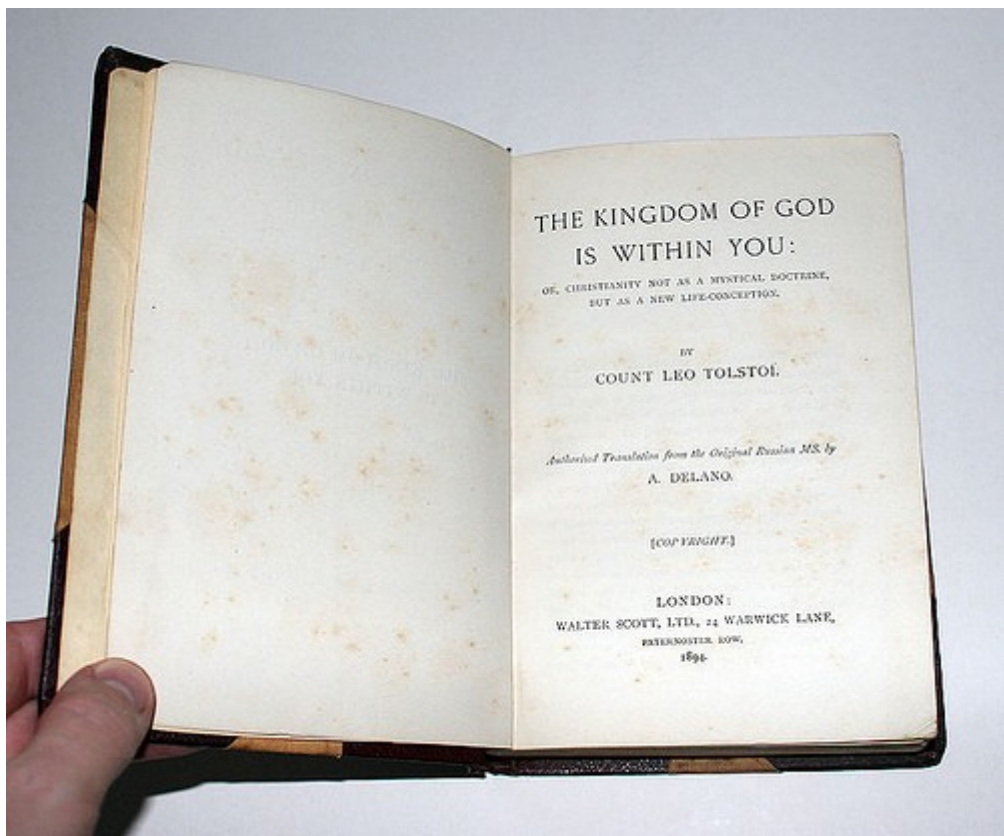 THE KINGDOM OF GOD
IS WITHIN YOU:
OR, CHRISTIANITY NOT AS A MYSTICAL DOCTRINE,
BUT AS A NEW LIFE-CONCEPTION.
BY
COUNT LEO TOLSTOÏ.
Authorised Translation from the Original Russian MS. by
A. DELANO.
[COPYRIGHT.]
LONDON:
WALTER SCOTT, LTD., 24 WARWICK LANE,
PATERNOSTER ROW,
1894.